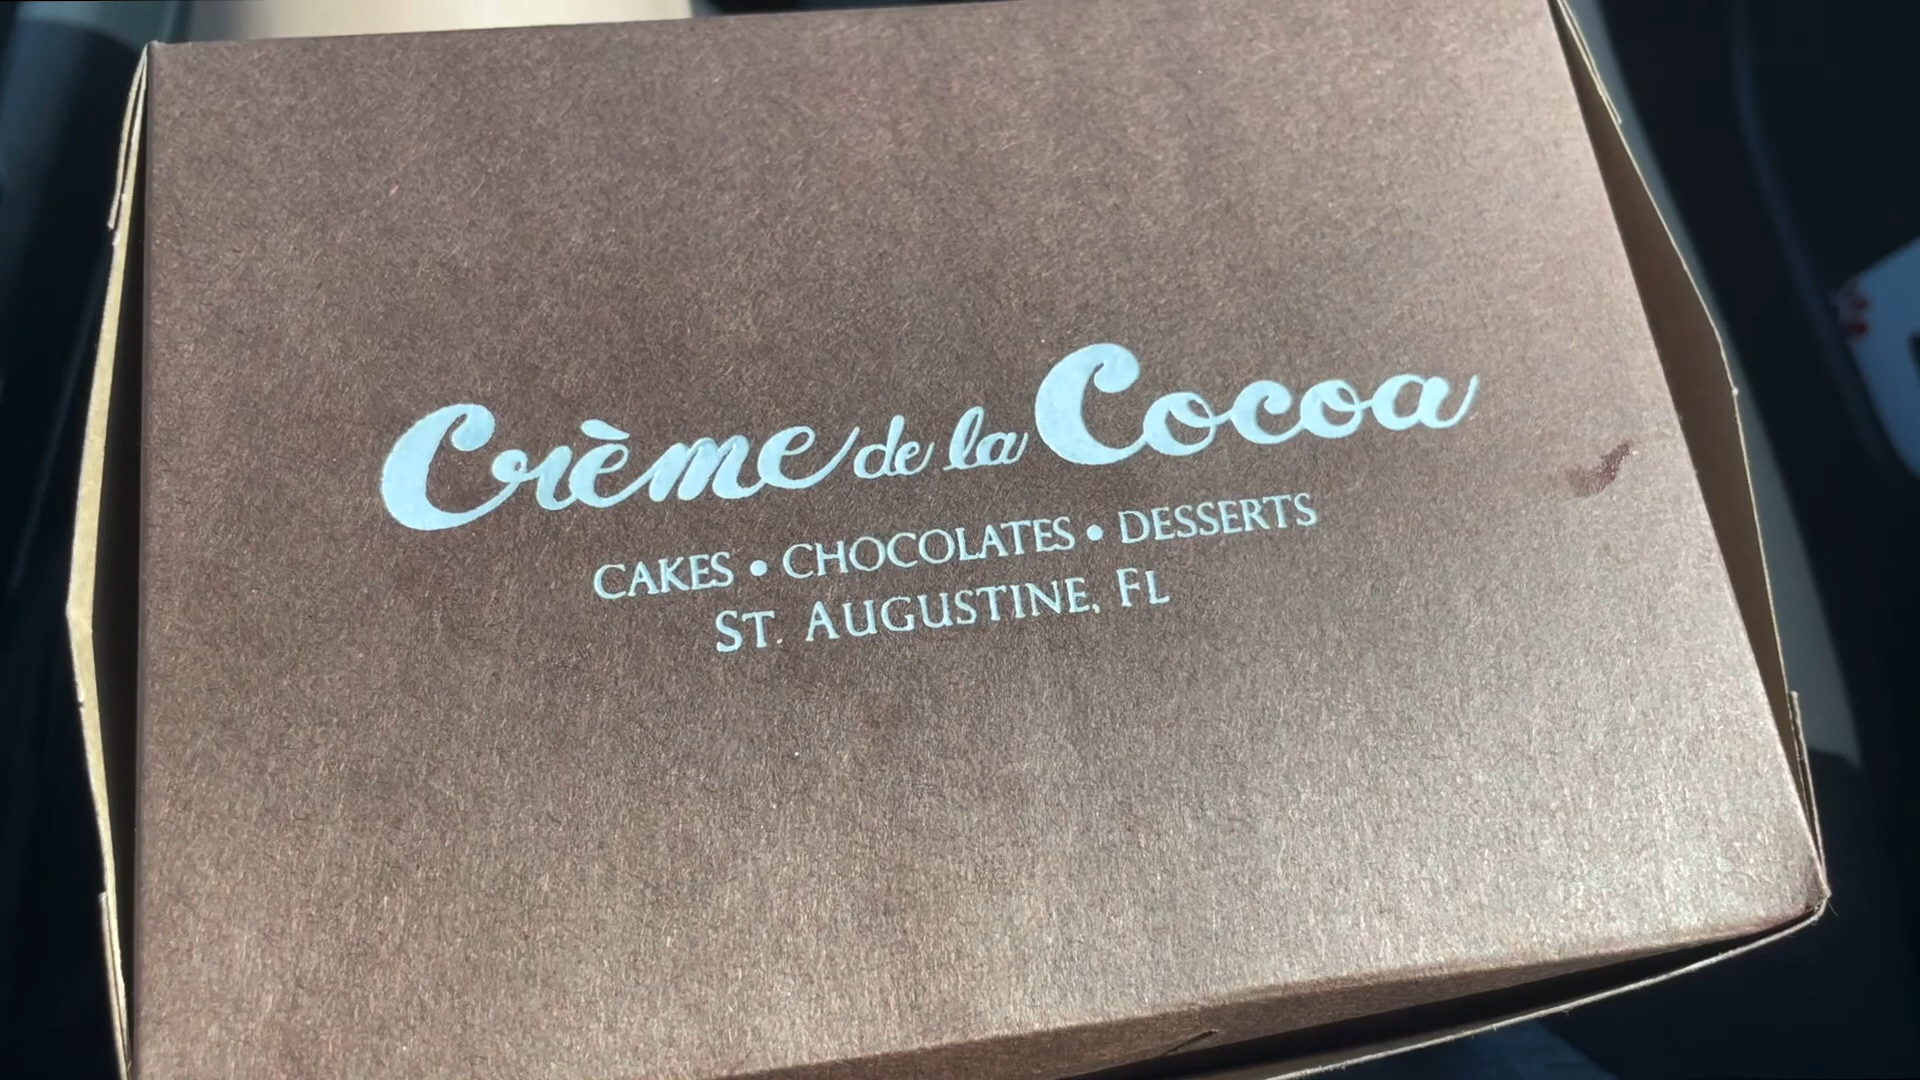 Crème de la Cocoa
CAKES • CHOCOLATES • DESSERTS
ST. AUGUSTINE, FL